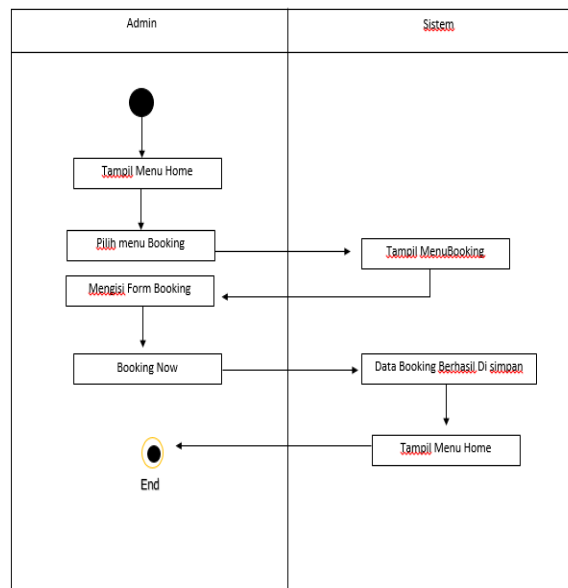 Admin
Sistem
Tampil Menu Home
Pilih menu Booking
Tampil MenuBooking
Mengisi Form Booking
Booking Now
Data Booking Berhasil Di simpan
Tampil Menu Home
End